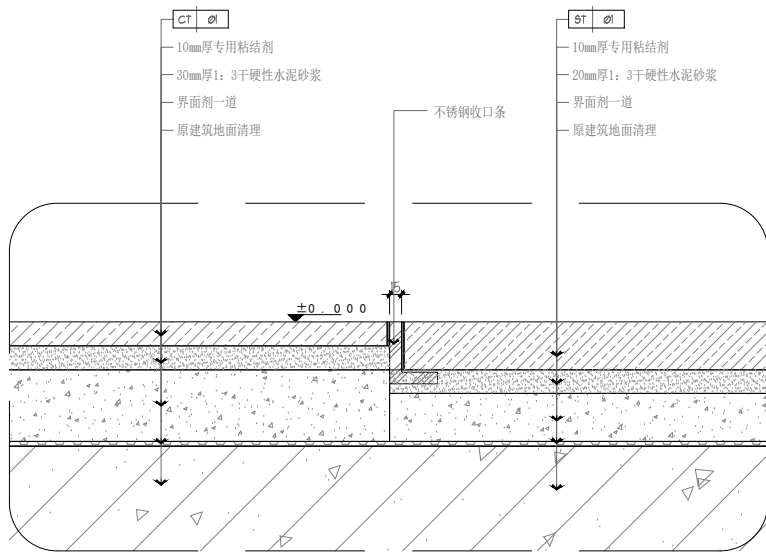 CT 01
10mm厚专用粘结剂
30mm厚1：3干硬性水泥砂浆
界面剂一道
原建筑地面清理
不锈钢收口条
ST 01
10mm厚专用粘结剂
20mm厚1：3干硬性水泥砂浆
界面剂一道
原建筑地面清理
5
±0.000